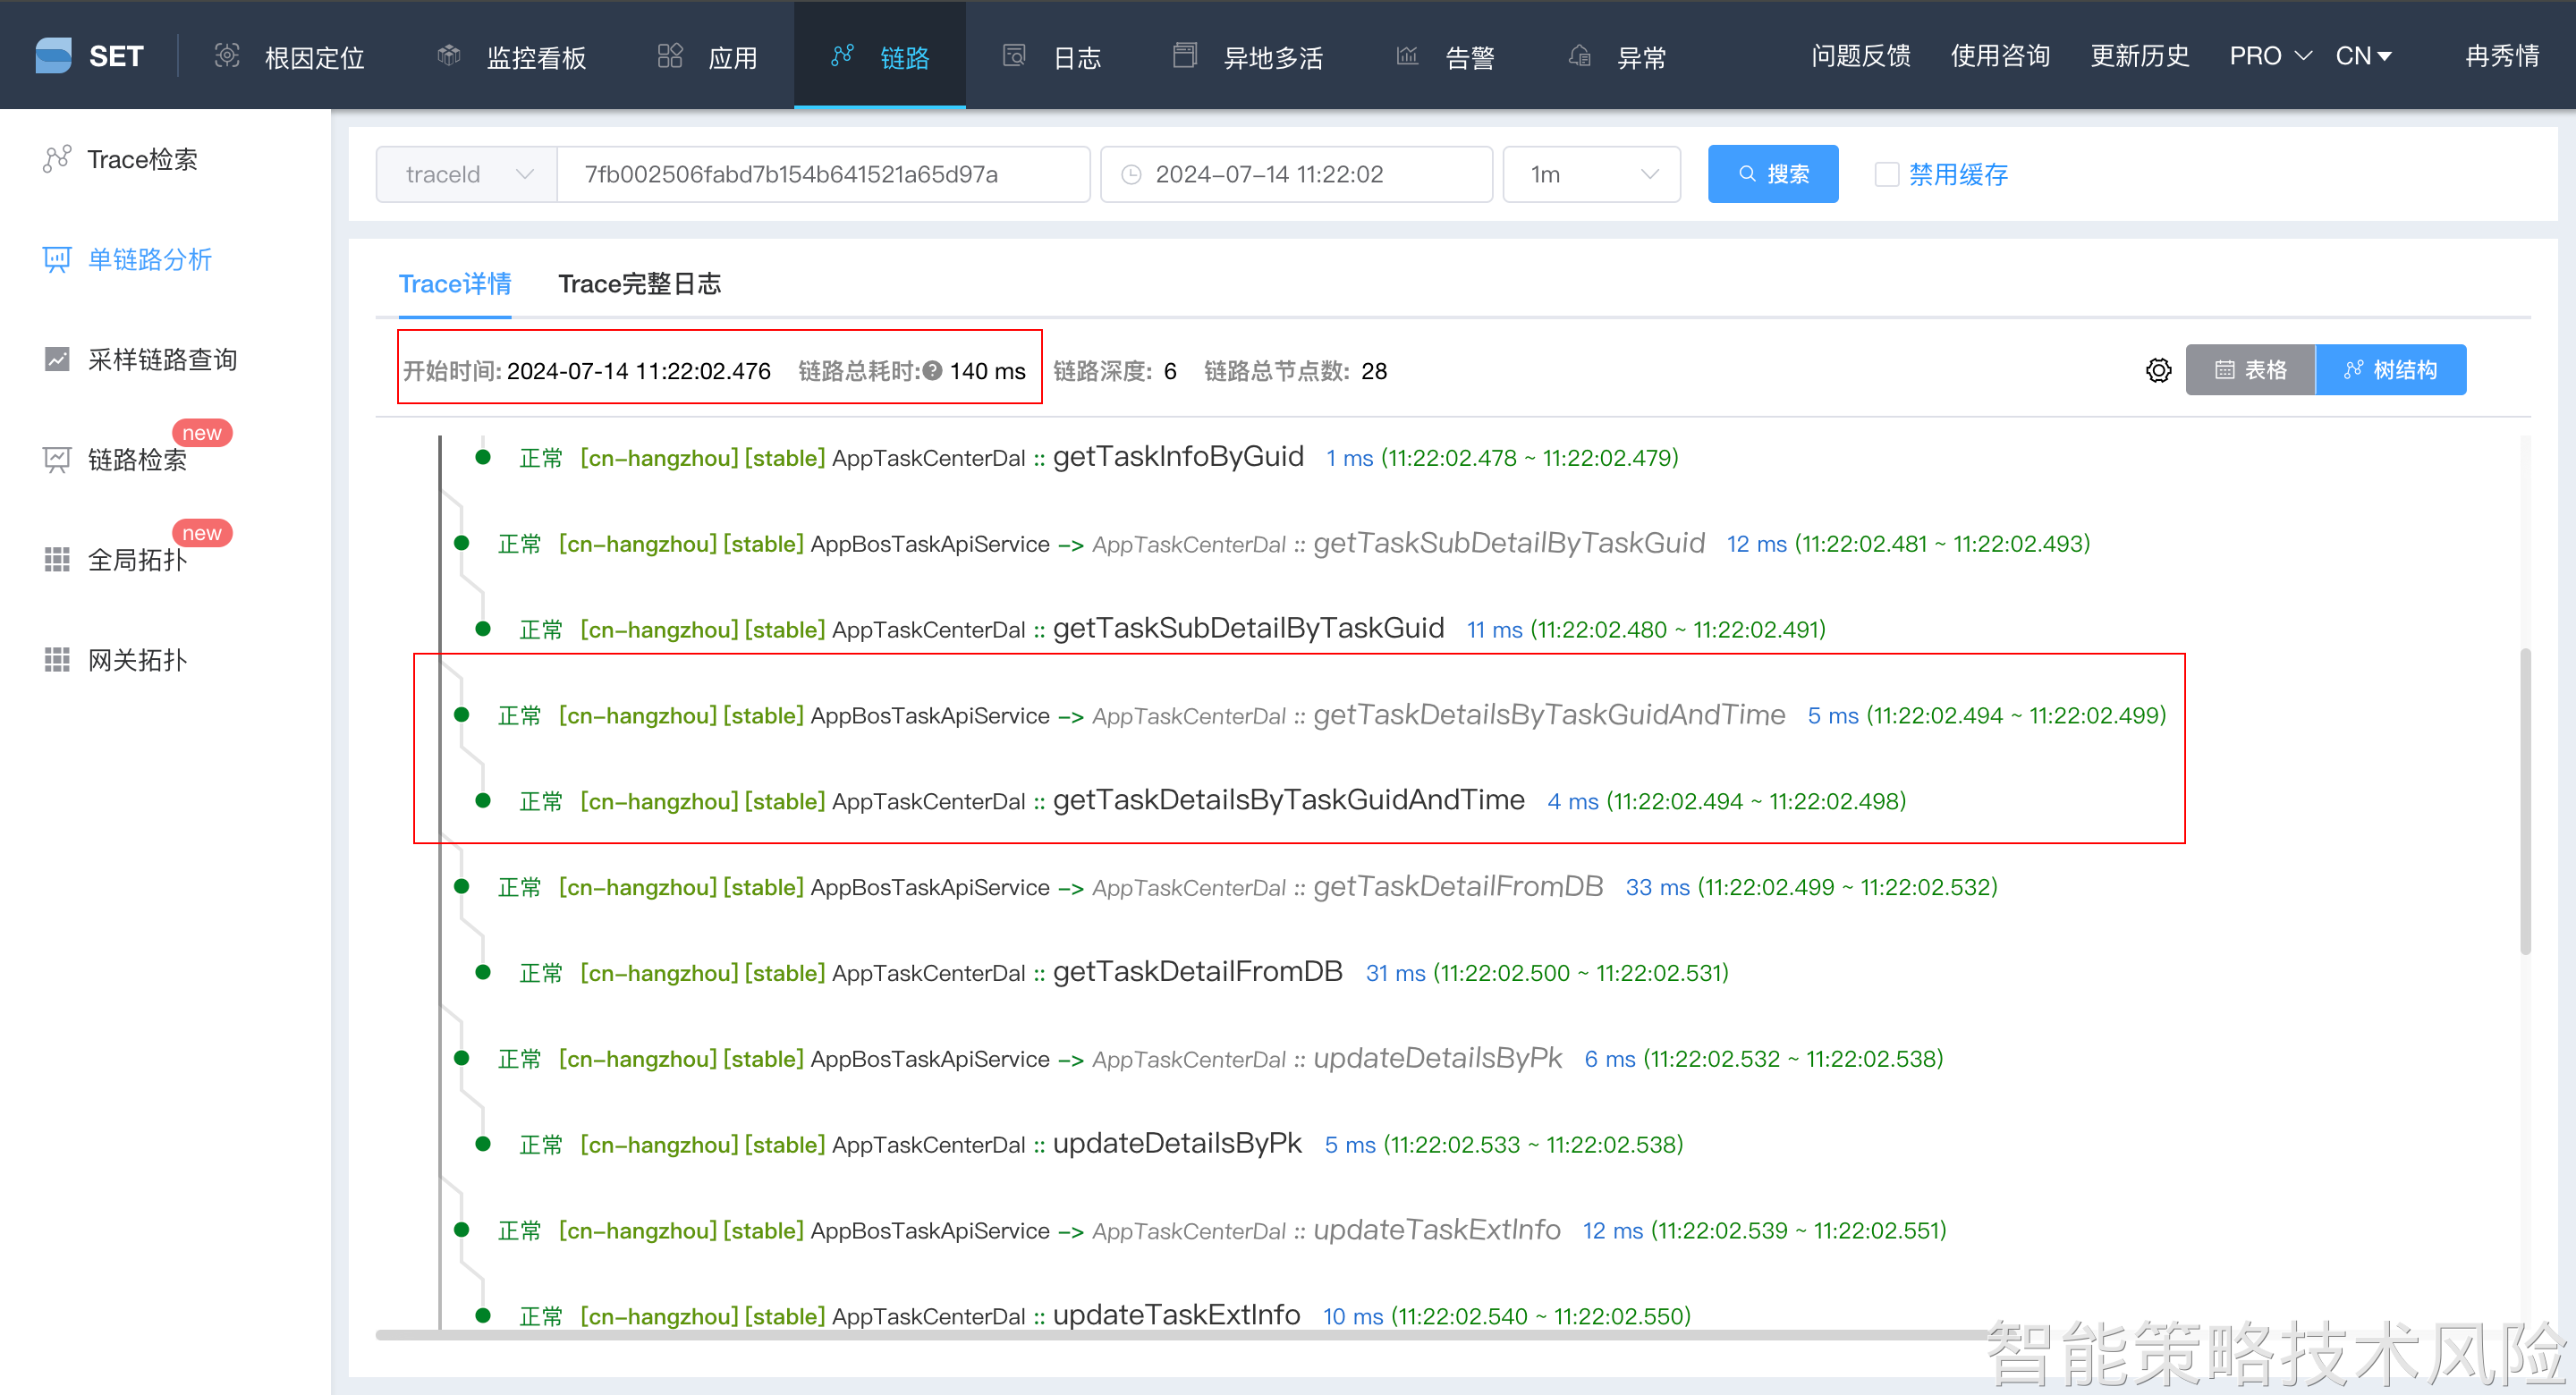 SET 根因定位 监控看板 应用 链路 日志 异地多活 告警 异常 问题反馈 使用咨询 更新历史 PRO CN 冉秀情
Trace检索
单链路分析
采样链路查询
new
链路检索
new
全局拓扑
网关拓扑
traceId 7fb002506fabd7b154b641521a65d97a 2024-07-14 11:22:02 1m 搜索 禁用缓存
Trace详情 Trace完整日志
开始时间: 2024-07-14 11:22:02.476 链路总耗时: 140 ms 链路深度: 6 链路总节点数: 28 表格 树结构
正常 [cn-hangzhou] [stable] AppTaskCenterDal :: getTaskInfoByGuid 1 ms (11:22:02.478 ~ 11:22:02.479)
正常 [cn-hangzhou] [stable] AppBosTaskApiService -> AppTaskCenterDal :: getTaskSubDetailByTaskGuid 12 ms (11:22:02.481 ~ 11:22:02.493)
正常 [cn-hangzhou] [stable] AppTaskCenterDal :: getTaskSubDetailByTaskGuid 11 ms (11:22:02.480 ~ 11:22:02.491)
正常 [cn-hangzhou] [stable] AppBosTaskApiService -> AppTaskCenterDal :: getTaskDetailsByTaskGuidAndTime 5 ms (11:22:02.494 ~ 11:22:02.499)
正常 [cn-hangzhou] [stable] AppTaskCenterDal :: getTaskDetailsByTaskGuidAndTime 4 ms (11:22:02.494 ~ 11:22:02.498)
正常 [cn-hangzhou] [stable] AppBosTaskApiService -> AppTaskCenterDal :: getTaskDetailFromDB 33 ms (11:22:02.499 ~ 11:22:02.532)
正常 [cn-hangzhou] [stable] AppTaskCenterDal :: getTaskDetailFromDB 31 ms (11:22:02.500 ~ 11:22:02.531)
正常 [cn-hangzhou] [stable] AppBosTaskApiService -> AppTaskCenterDal :: updateDetailsByPk 6 ms (11:22:02.532 ~ 11:22:02.538)
正常 [cn-hangzhou] [stable] AppTaskCenterDal :: updateDetailsByPk 5 ms (11:22:02.533 ~ 11:22:02.538)
正常 [cn-hangzhou] [stable] AppBosTaskApiService -> AppTaskCenterDal :: updateTaskExtInfo 12 ms (11:22:02.539 ~ 11:22:02.551)
正常 [cn-hangzhou] [stable] AppTaskCenterDal :: updateTaskExtInfo 10 ms (11:22:02.540 ~ 11:22:02.550)
智能策略技术风险